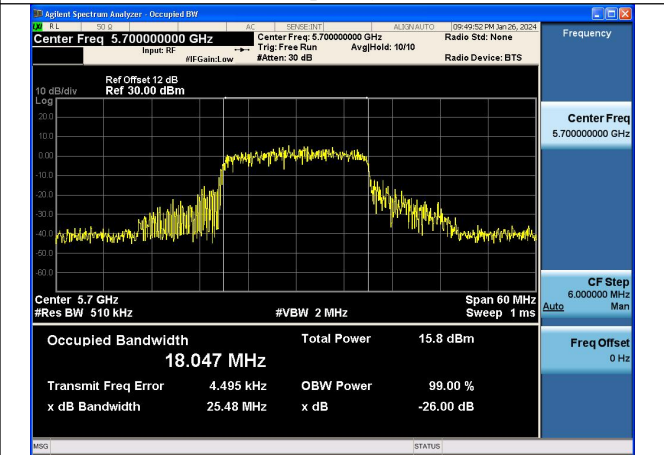 Agilent Spectrum Analyzer - Occupied BW
RL 50 Ω AC SENSE:INT ALIGNAUTO 09:49:52 PM Jan 26, 2024
Center Freq 5.700000000 GHz
Center Freq: 5.700000000 GHz
Radio Std: None
Input: RF
Trig: Free Run Avg|Hold: 10/10
#IFGain:Low
#Atten: 30 dB
Radio Device: BTS
Frequency
Ref Offset 12 dB
10 dB/div Ref 30.00 dBm
Log
20.0
10.0
0.00
-10.0
-20.0
-30.0
-40.0
-50.0
-60.0
Center Freq
5.700000000 GHz
Center 5.7 GHz Span 60 MHz
#Res BW 510 kHz #VBW 2 MHz Sweep 1 ms
CF Step
6.000000 MHz
Auto Man
Occupied Bandwidth Total Power 15.8 dBm
18.047 MHz
Transmit Freq Error 4.495 kHz OBW Power 99.00 %
x dB Bandwidth 25.48 MHz x dB -26.00 dB
Freq Offset
0 Hz
MSG STATUS